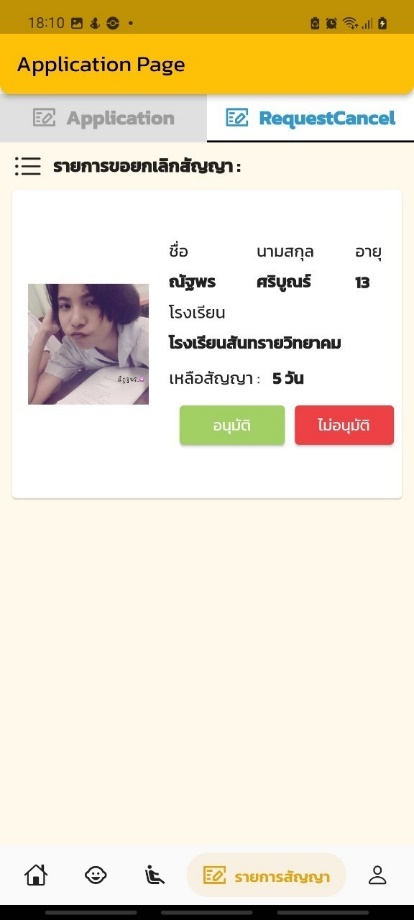 18:10
Application Page
Application
RequestCancel
รายการขอยกเลิกสัญญา :
ชื่อ นามสกุล อายุ
ณัฐพร ศริบูณร์ 13
โรงเรียน
โรงเรียนสันทรายวิทยาคม
เหลือสัญญา : 5 วัน
อนุมัติ
ไม่อนุมัติ
รายการสัญญา